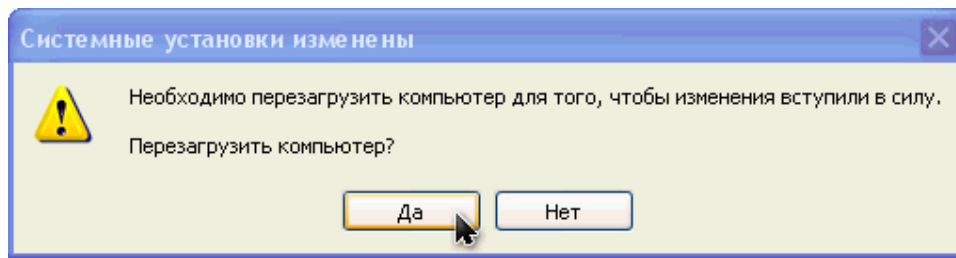 Системные установки изменены
Необходимо перезагрузить компьютер для того, чтобы изменения вступили в силу.
Перезагрузить компьютер?
Да
Нет